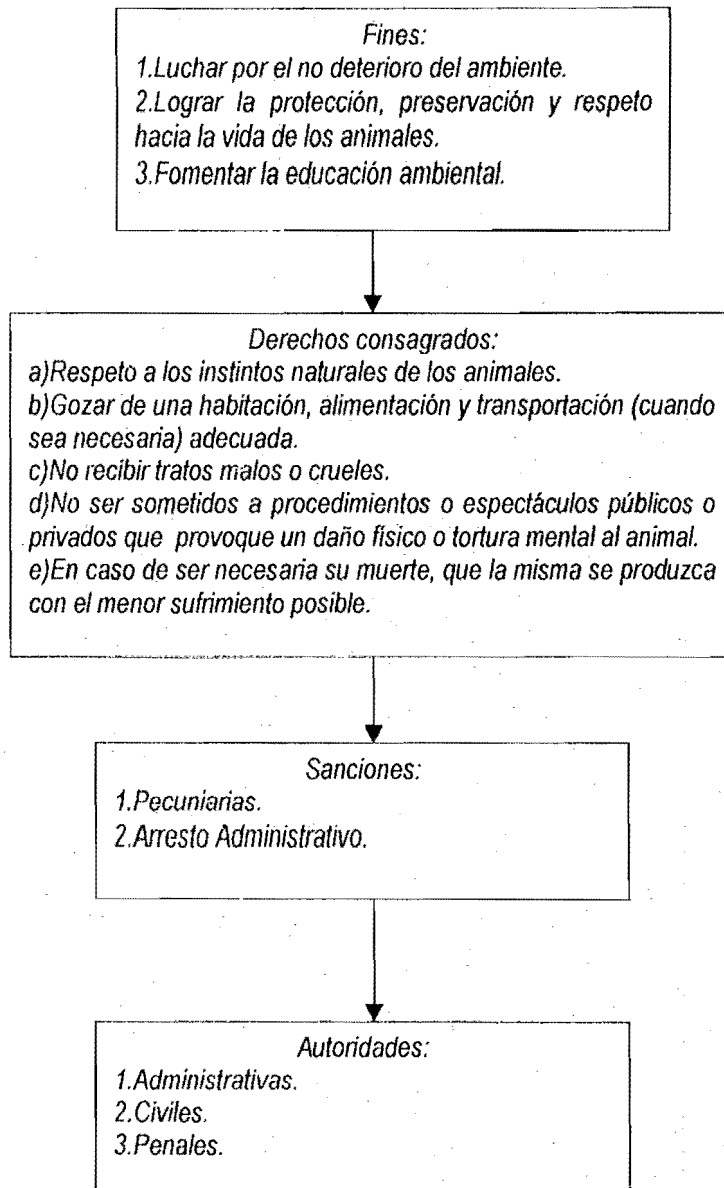 Fines:
1.Luchar por el no deterioro del ambiente.
2.Lograr la protección, preservación y respeto
hacia la vida de los animales.
3.Fomentar la educación ambiental.
Derechos consagrados:
a)Respeto a los instintos naturales de los animales.
b)Gozar de una habitación, alimentación y transportación (cuando
sea necesaria) adecuada.
c)No recibir tratos malos o crueles.
d)No ser sometidos a procedimientos o espectáculos públicos o
privados que provoque un daño físico o tortura mental al animal.
e)En caso de ser necesaria su muerte, que la misma se produzca
con el menor sufrimiento posible.
Sanciones:
1.Pecuniarias.
2.Arresto Administrativo.
Autoridades:
1.Administrativas.
2.Civiles.
3.Penales.